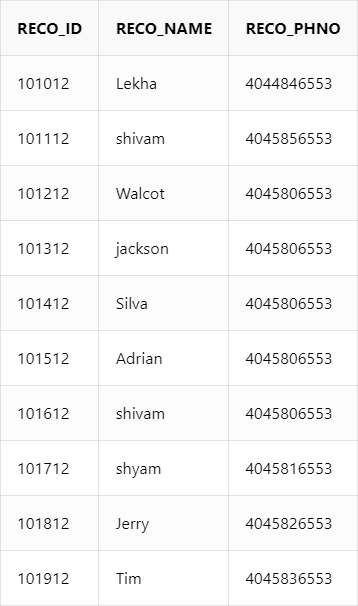 RECO_ID RECO_NAME RECO_PHNO
101012 Lekha 4044846553
101112 shivam 4045856553
101212 Walcot 4045806553
101312 jackson 4045806553
101412 Silva 4045806553
101512 Adrian 4045806553
101612 shivam 4045806553
101712 shyam 4045816553
101812 Jerry 4045826553
101912 Tim 4045836553